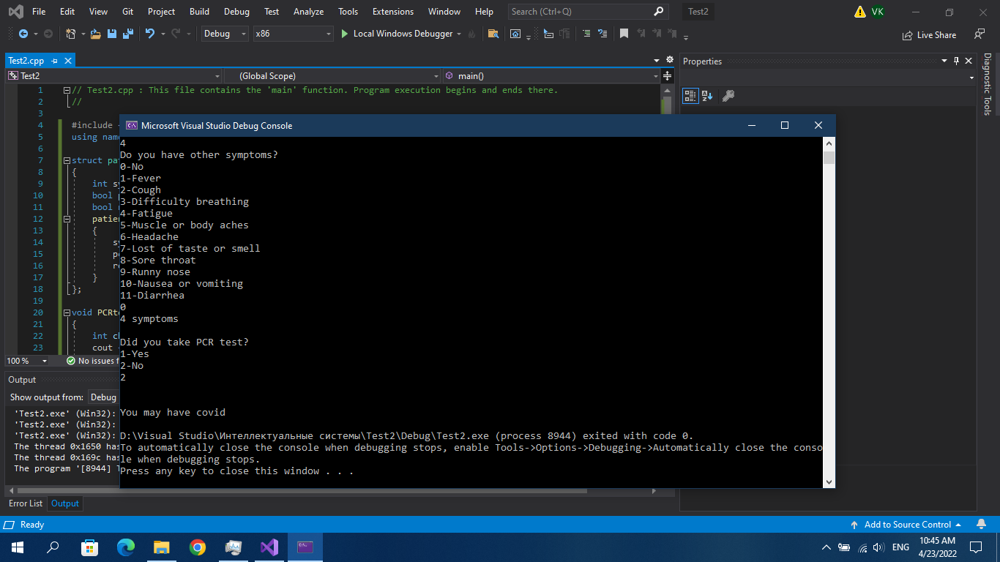 File Edit View Git Project Build Debug Test Analyze Tools Extensions Window Help Search (Ctrl+Q) Test2 VK
Debug x86 Local Windows Debugger Live Share
Test2.cpp
Properties
Test2 (Global Scope) main()
Diagnostic Tools
1 // Test2.cpp : This file contains the 'main' function. Program execution begins and ends there.
2 //
3
4 #include
5 using
6
7 struct
8 {
9 int
10 bool
11 bool
12
13 {
14
15
16
17 }
18 };
19
20 void
21 {
22 int
23 cout
100 % No issues
Microsoft Visual Studio Debug Console
4
Do you have other symptoms?
0-No
1-Fever
2-Cough
3-Difficulty breathing
4-Fatigue
5-Muscle or body aches
6-Headache
7-Lost of taste or smell
8-Sore throat
9-Runny nose
10-Nausea or vomiting
11-Diarrhea
0
4 symptoms
Did you take PCR test?
1-Yes
2-No
2
You may have covid
D:\Visual Studio\Интеллектуальные системы\Test2\Debug\Test2.exe (process 8944) exited with code 0.
To automatically close the console when debugging stops, enable Tools->Options->Debugging->Automatically close the conso
le when debugging stops.
Press any key to close this window . . .
Output
Show output from: Debug
'Test2.exe' (Win32):
'Test2.exe' (Win32):
'Test2.exe' (Win32):
The thread 0x1650 has
The thread 0x169c has
The program '[8944]
Error List Output
Ready Add to Source Control
ENG 10:45 AM
4/23/2022